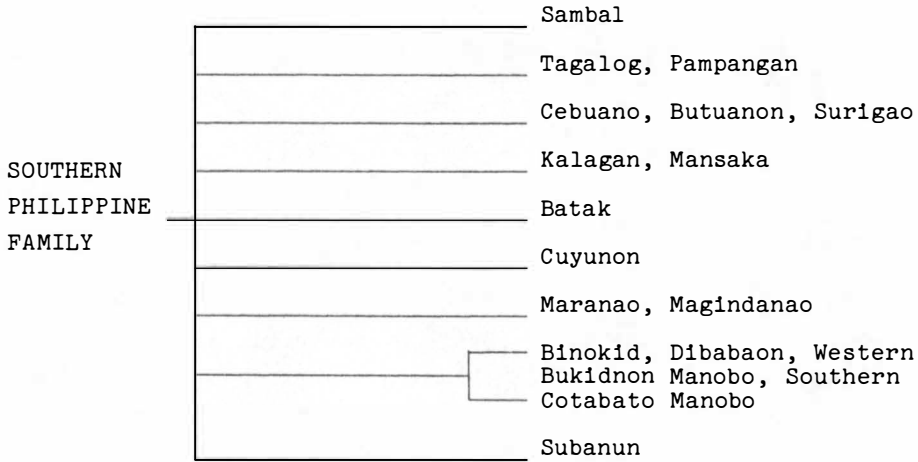 Sambal
Tagalog, Pampangan
Cebuano, Butuanon, Surigao
Kalagan, Mansaka
SOUTHERN
PHILIPPINE
FAMILY
Batak
Cuyunon
Maranao, Magindanao
Binokid, Dibabaon, Western
Bukidnon Manobo, Southern
Cotabato Manobo
Subanun